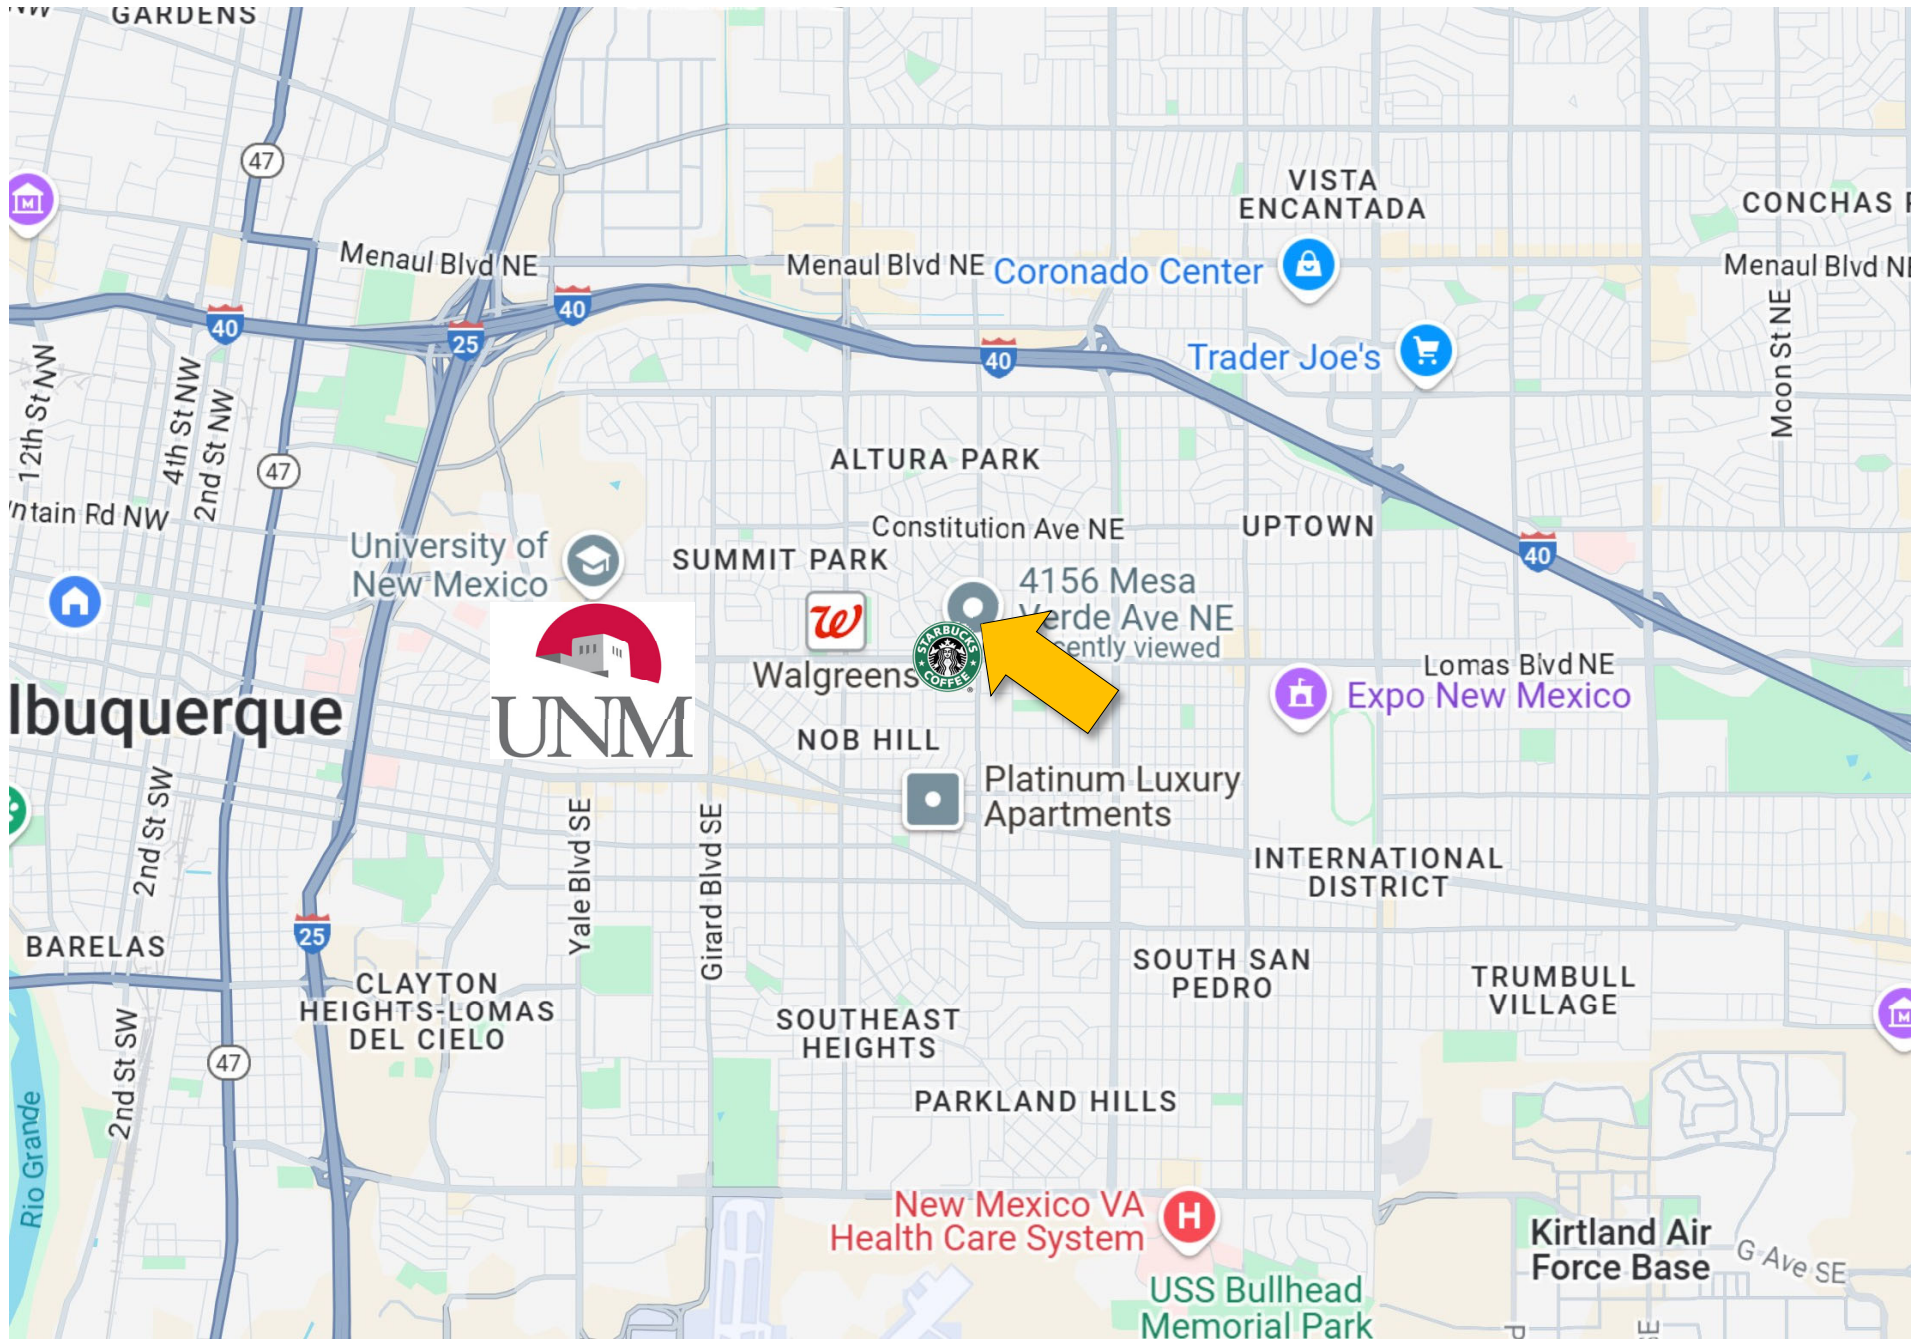 GARDENS
47
VISTA
ENCANTADA
CONCHAS
Menaul Blvd NE
Menaul Blvd NE
Coronado Center
Menaul Blvd NE
40
25
40
40
Trader Joe's
Moon St NE
12th St NW
4th St NW
2nd St NW
47
ALTURA PARK
Constitution Ave NE
UPTOWN
40
University of
New Mexico
SUMMIT PARK
4156 Mesa
Verde Ave NE
UNM
Walgreens
STARBUCKS
COFFEE
Lomas Blvd NE
Expo New Mexico
lbuquerque
NOB HILL
Platinum Luxury
Apartments
2nd St SW
Yale Blvd SE
Girard Blvd SE
INTERNATIONAL
DISTRICT
25
BARELAS
CLAYTON
HEIGHTS-LOMAS
DEL CIELO
SOUTH SAN
PEDRO
TRUMBULL
VILLAGE
SOUTHEAST
HEIGHTS
2nd St SW
47
Rio Grande
PARKLAND HILLS
New Mexico VA
Health Care System
H
Kirtland Air
Force Base
G Ave SE
USS Bullhead
Memorial Park